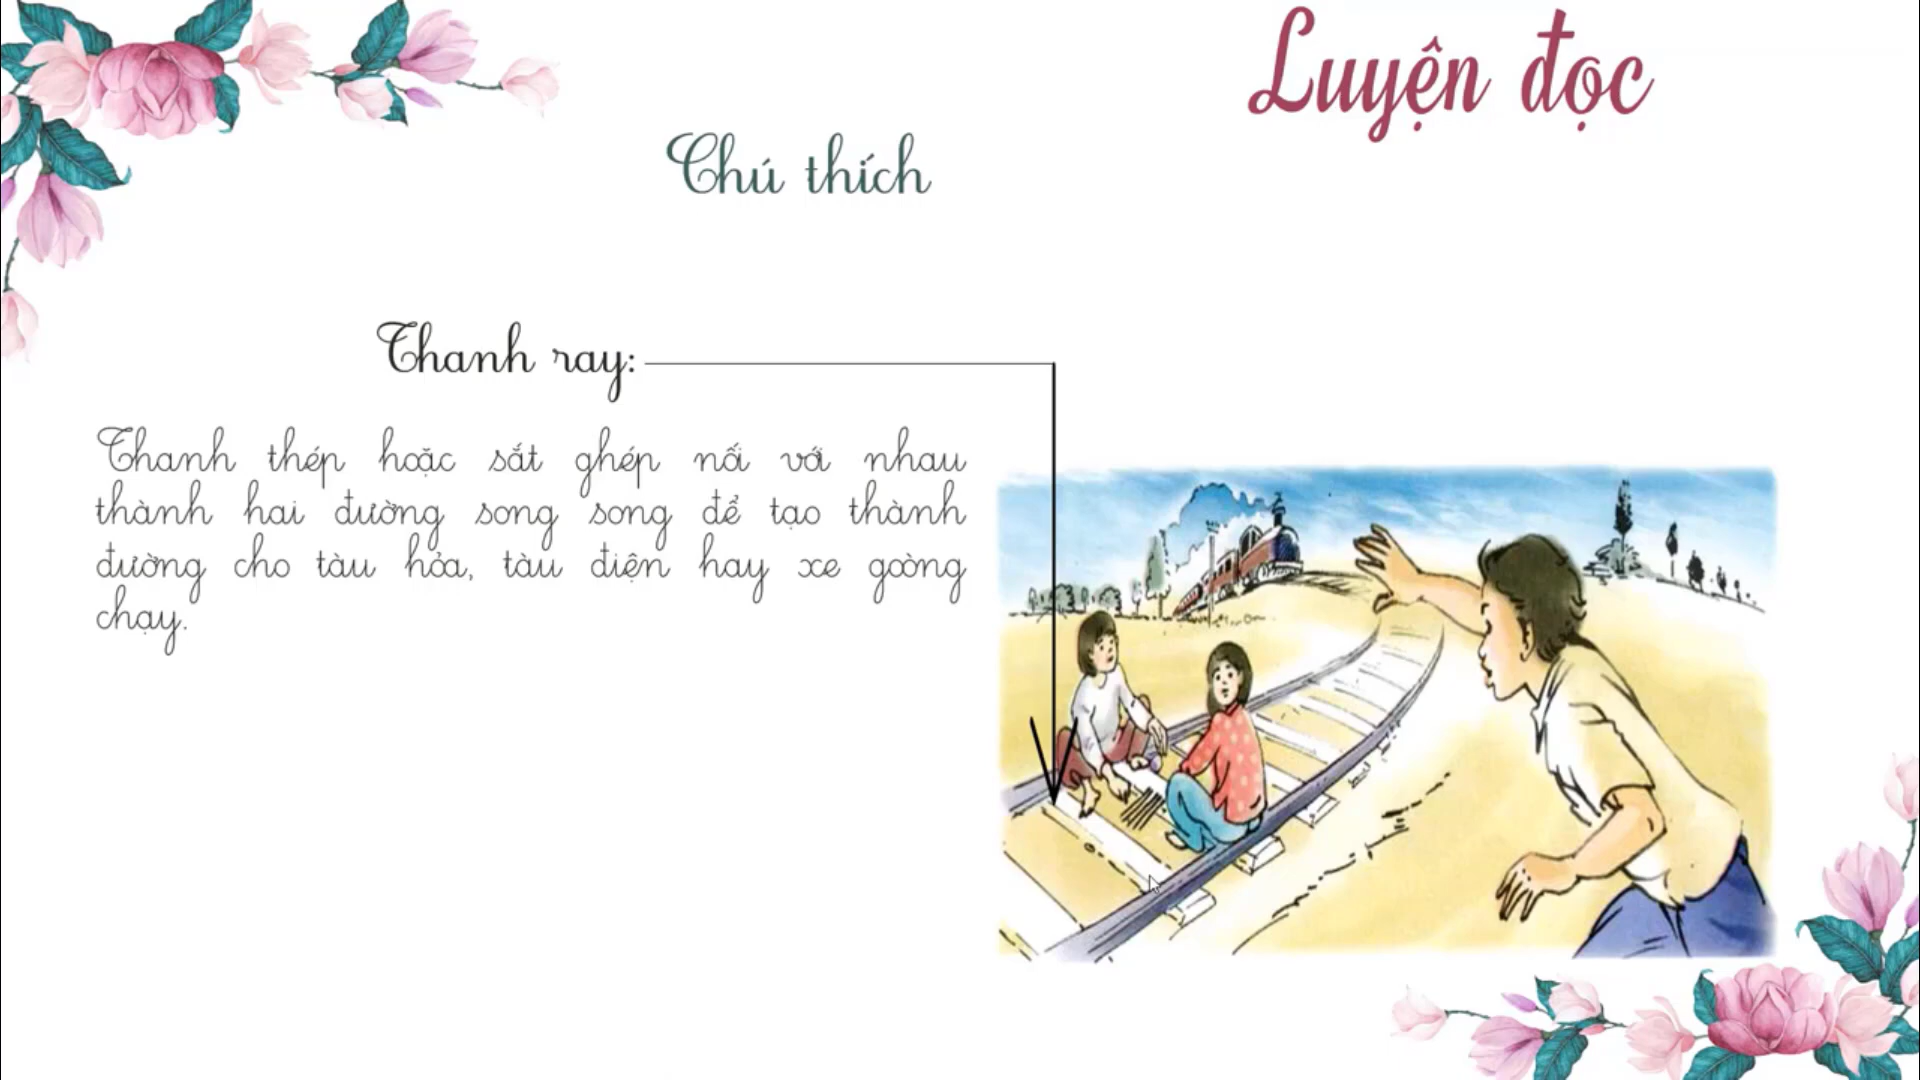 Luyện đọc
Chú thích
Thanh ray:
Thanh thép hoặc sắt ghép nối với nhau
thành hai đường song song để tạo thành
đường cho tàu hỏa, tàu điện hay xe goòng
chạy.